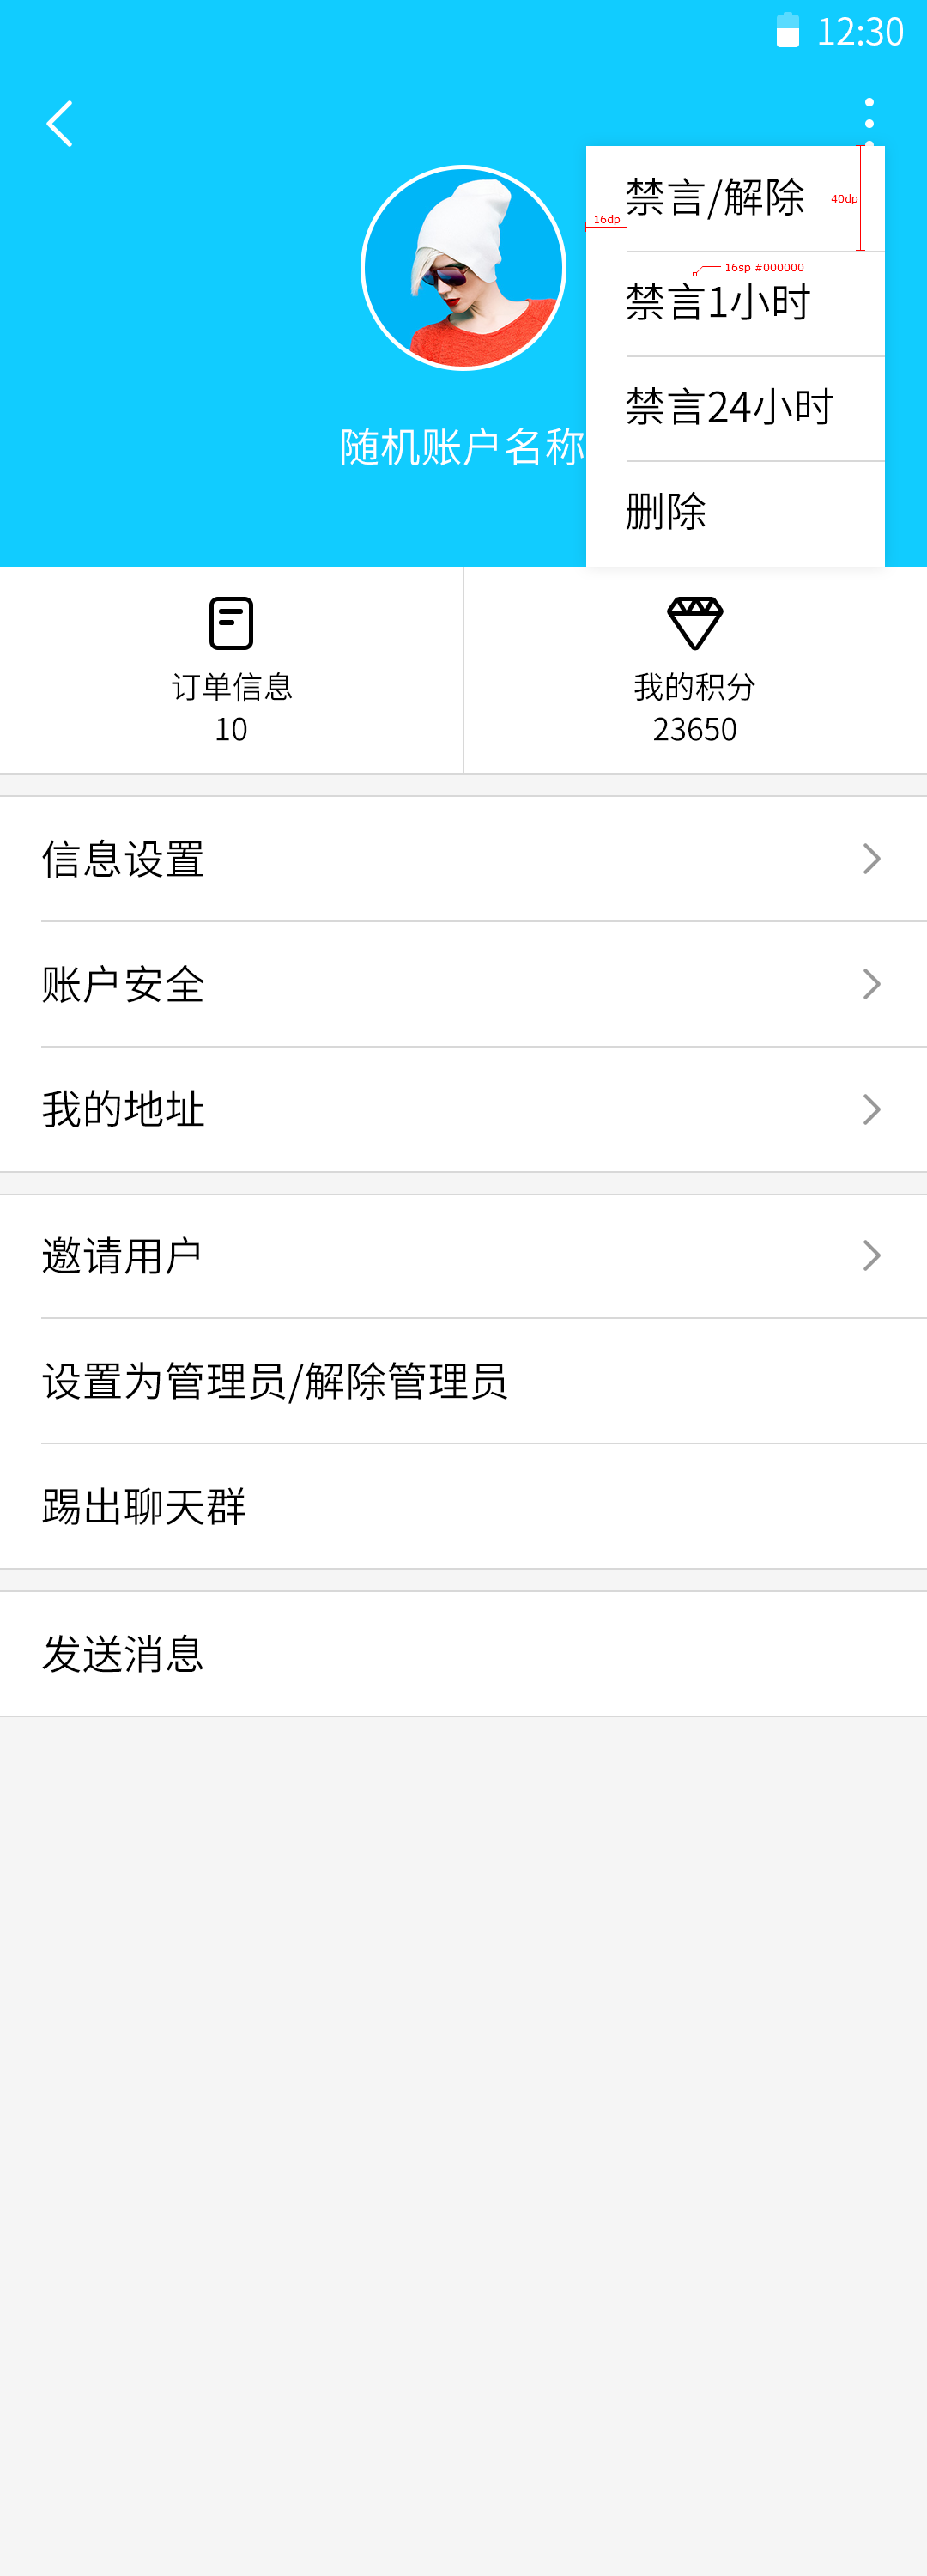 12:30
禁言/解除
40dp
16dp
16sp #000000
禁言1小时
禁言24小时
随机账户名称
删除
订单信息
10
我的积分
23650
信息设置
账户安全
我的地址
邀请用户
设置为管理员/解除管理员
踢出聊天群
发送消息